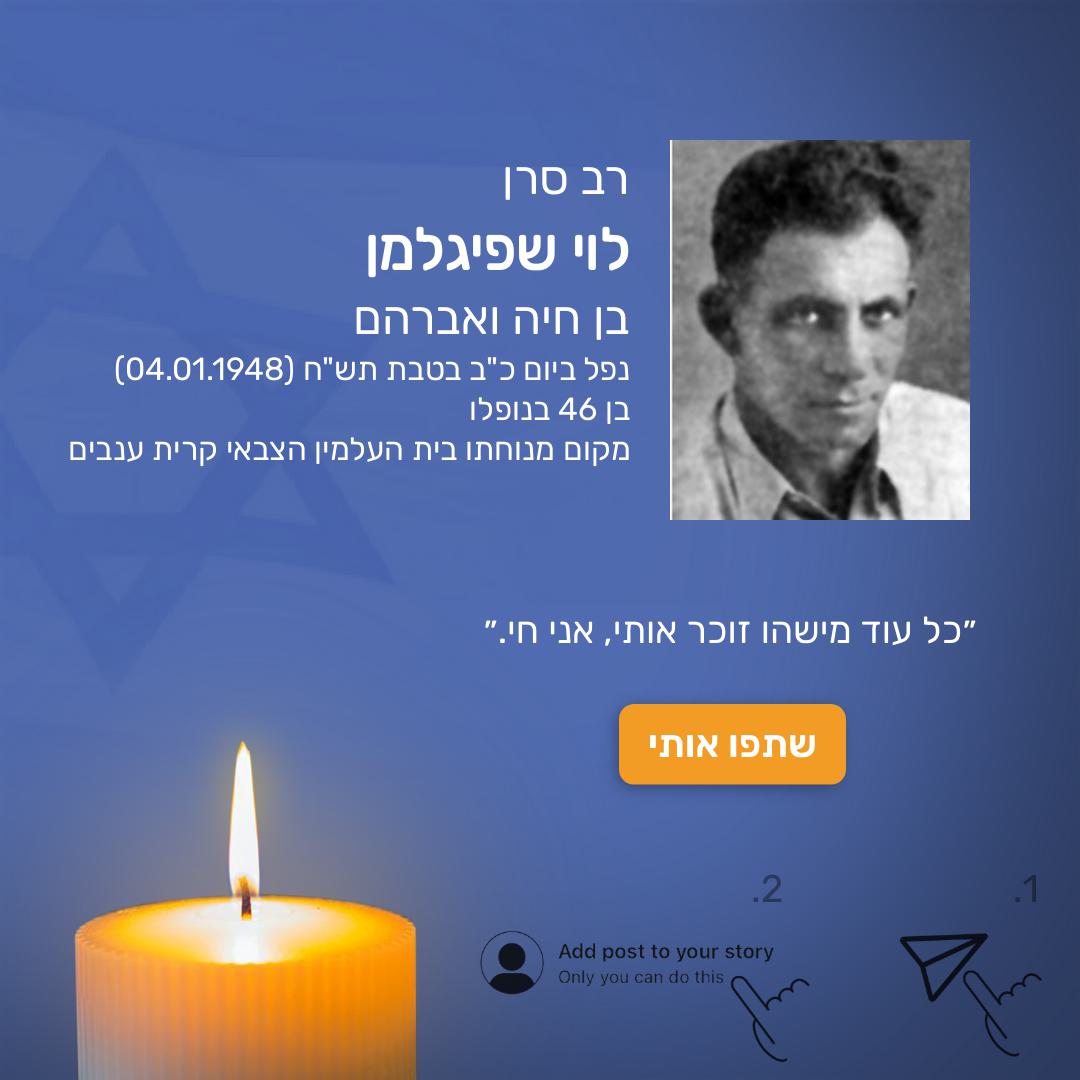 רב סרן
לוי שפיגלמן
בן חיה ואברהם
נפל ביום כ"ב בטבת תש"ח (04.01.1948)
בן 46 בנופלו
מקום מנוחתו בית העלמין הצבאי קרית ענבים
״כל עוד מישהו זוכר אותי, אני חי.״
שתפו אותי
.1
.2
Add post to your story
Only you can do this